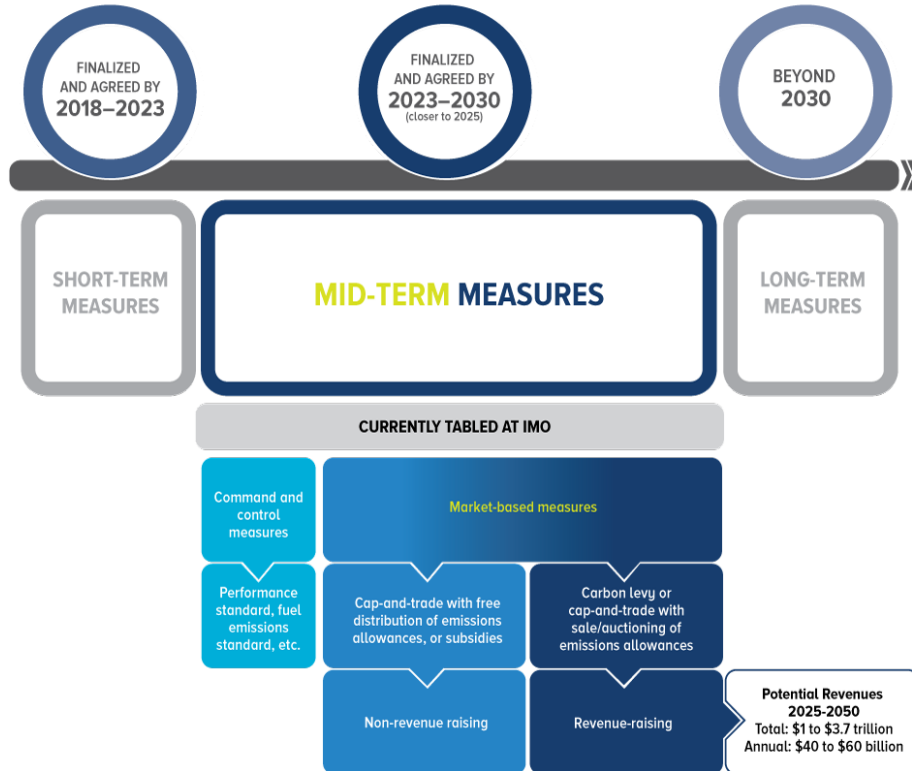 FINALIZED
AND AGREED BY
2018–2023
FINALIZED
AND AGREED BY
2023–2030
(closer to 2025)
BEYOND
2030
SHORT-TERM
MEASURES
MID-TERM MEASURES
LONG-TERM
MEASURES
CURRENTLY TABLED AT IMO
Command and
control
measures
Market-based measures
Performance
standard, fuel
emissions
standard, etc.
Cap-and-trade with free
distribution of emissions
allowances, or subsidies
Carbon levy or
cap-and-trade with
sale/auctioning of
emissions allowances
Non-revenue raising
Revenue-raising
Potential Revenues
2025-2050
Total: $1 to $3.7 trillion
Annual: $40 to $60 billion